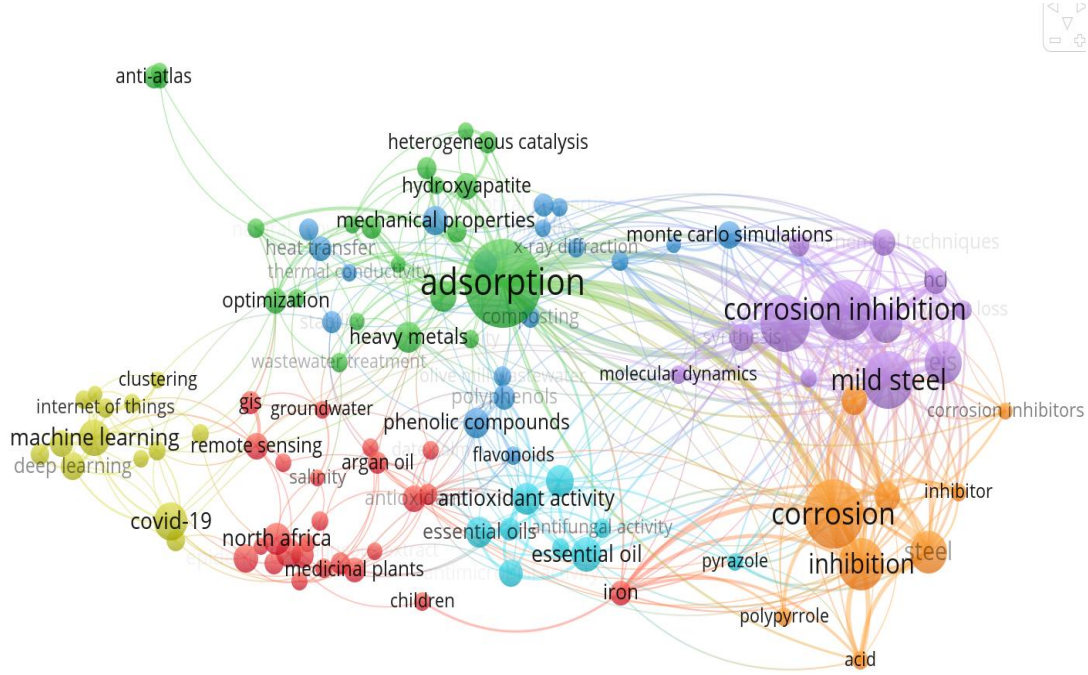 anti-atlas
heterogeneous catalysis
hydroxyapatite
mechanical properties
monte carlo simulations
heat transfer
x-ray diffraction
thermal conductivity
adsorption
hcl
optimization
corrosion inhibition
loss
composting
heavy metals
synthesis
wastewater treatment
eis
molecular dynamics
clustering
mild steel
polyphenols
internet of things
gis
groundwater
corrosion inhibitors
phenolic compounds
machine learning
remote sensing
flavonoids
argan oil
deep learning
salinity
inhibitor
antioxidant activity
corrosion
covid-19
essential oils
antifungal activity
north africa
essential oil
steel
pyrazole
inhibition
medicinal plants
iron
children
polypyrrole
acid